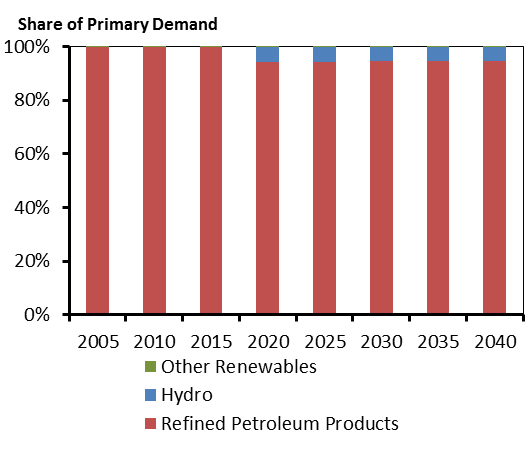 Share of Primary Demand
100%
80%
60%
40%
20%
0%
2005 2010 2015 2020 2025 2030 2035 2040
Other Renewables
Hydro
Refined Petroleum Products